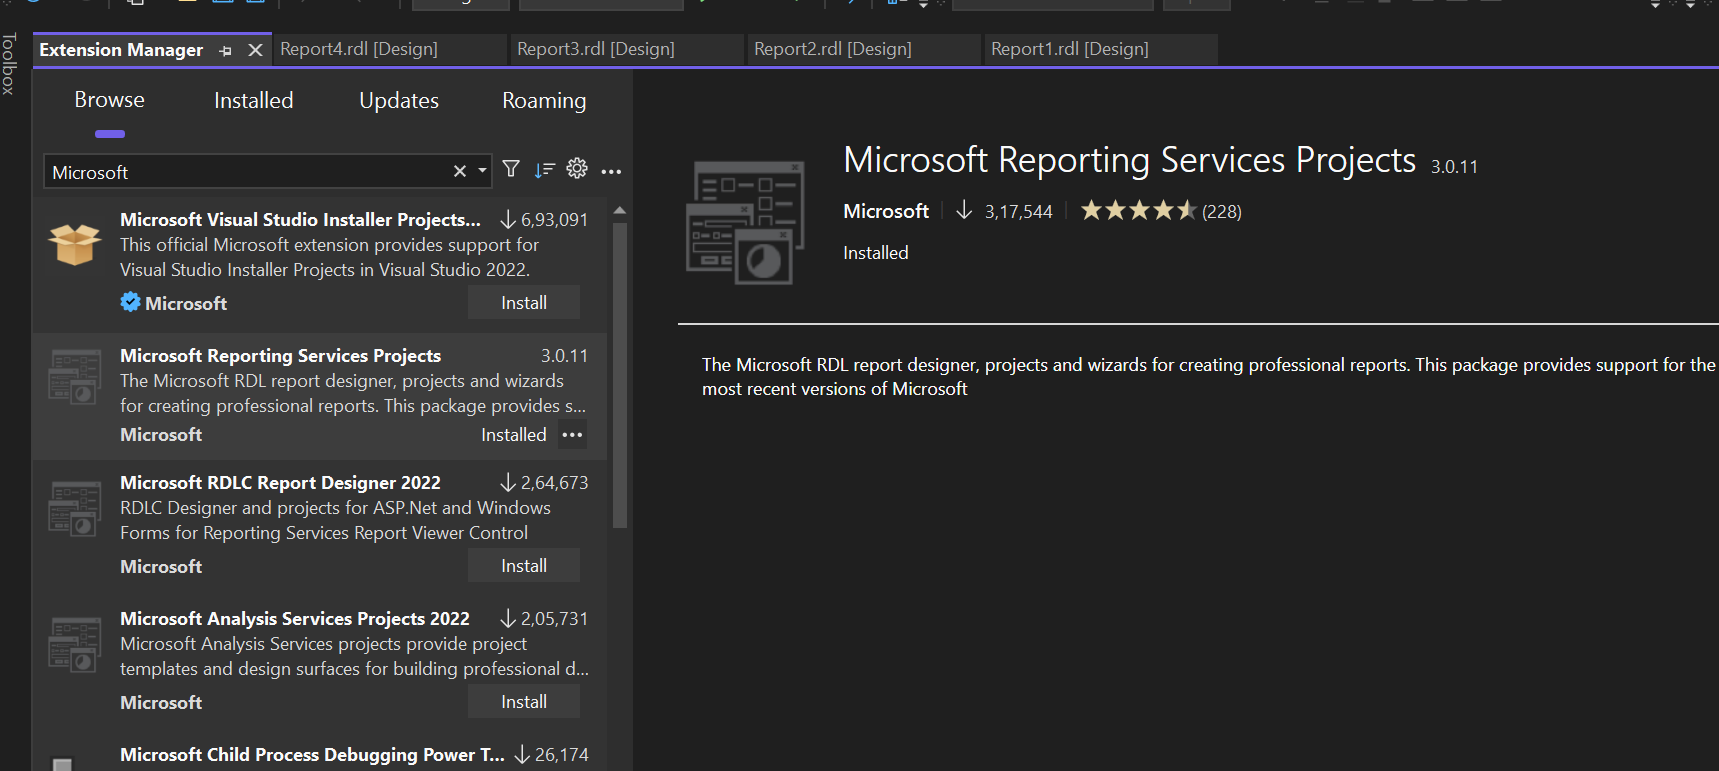 Toolbox
Extension Manager
Report4.rdl [Design]
Report3.rdl [Design]
Report2.rdl [Design]
Report1.rdl [Design]
Browse
Installed
Updates
Roaming
Microsoft
Microsoft Visual Studio Installer Projects... 6,93,091
This official Microsoft extension provides support for
Visual Studio Installer Projects in Visual Studio 2022.
Microsoft
Install
Microsoft Reporting Services Projects 3.0.11
The Microsoft RDL report designer, projects and wizards
for creating professional reports. This package provides s...
Microsoft
Installed
Microsoft RDLC Report Designer 2022 2,64,673
RDLC Designer and projects for ASP.Net and Windows
Forms for Reporting Services Report Viewer Control
Microsoft
Install
Microsoft Analysis Services Projects 2022 2,05,731
Microsoft Analysis Services projects provide project
templates and design surfaces for building professional d...
Microsoft
Install
Microsoft Child Process Debugging Power T... 26,174
Microsoft Reporting Services Projects 3.0.11
Microsoft 3,17,544 (228)
Installed
The Microsoft RDL report designer, projects and wizards for creating professional reports. This package provides support for the
most recent versions of Microsoft